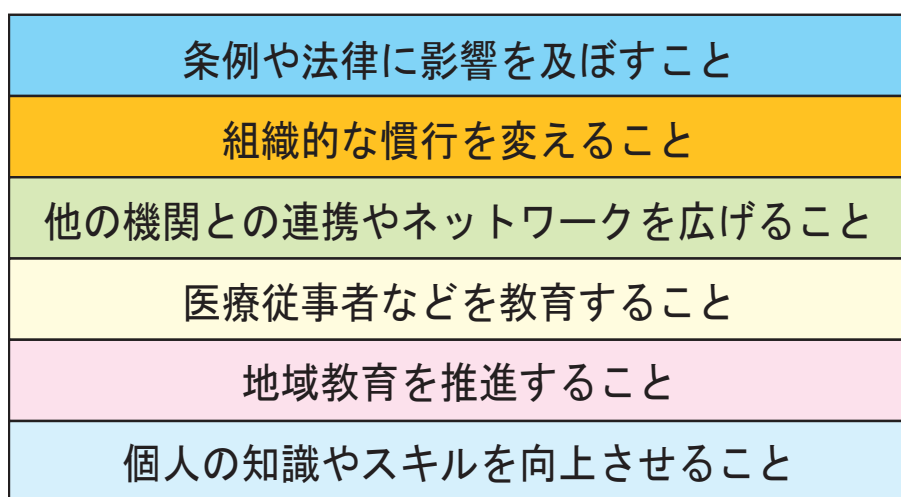 条例や法律に影響を及ぼすこと
組織的な慣行を変えること
他の機関との連携やネットワークを広げること
医療従事者などを教育すること
地域教育を推進すること
個人の知識やスキルを向上させること